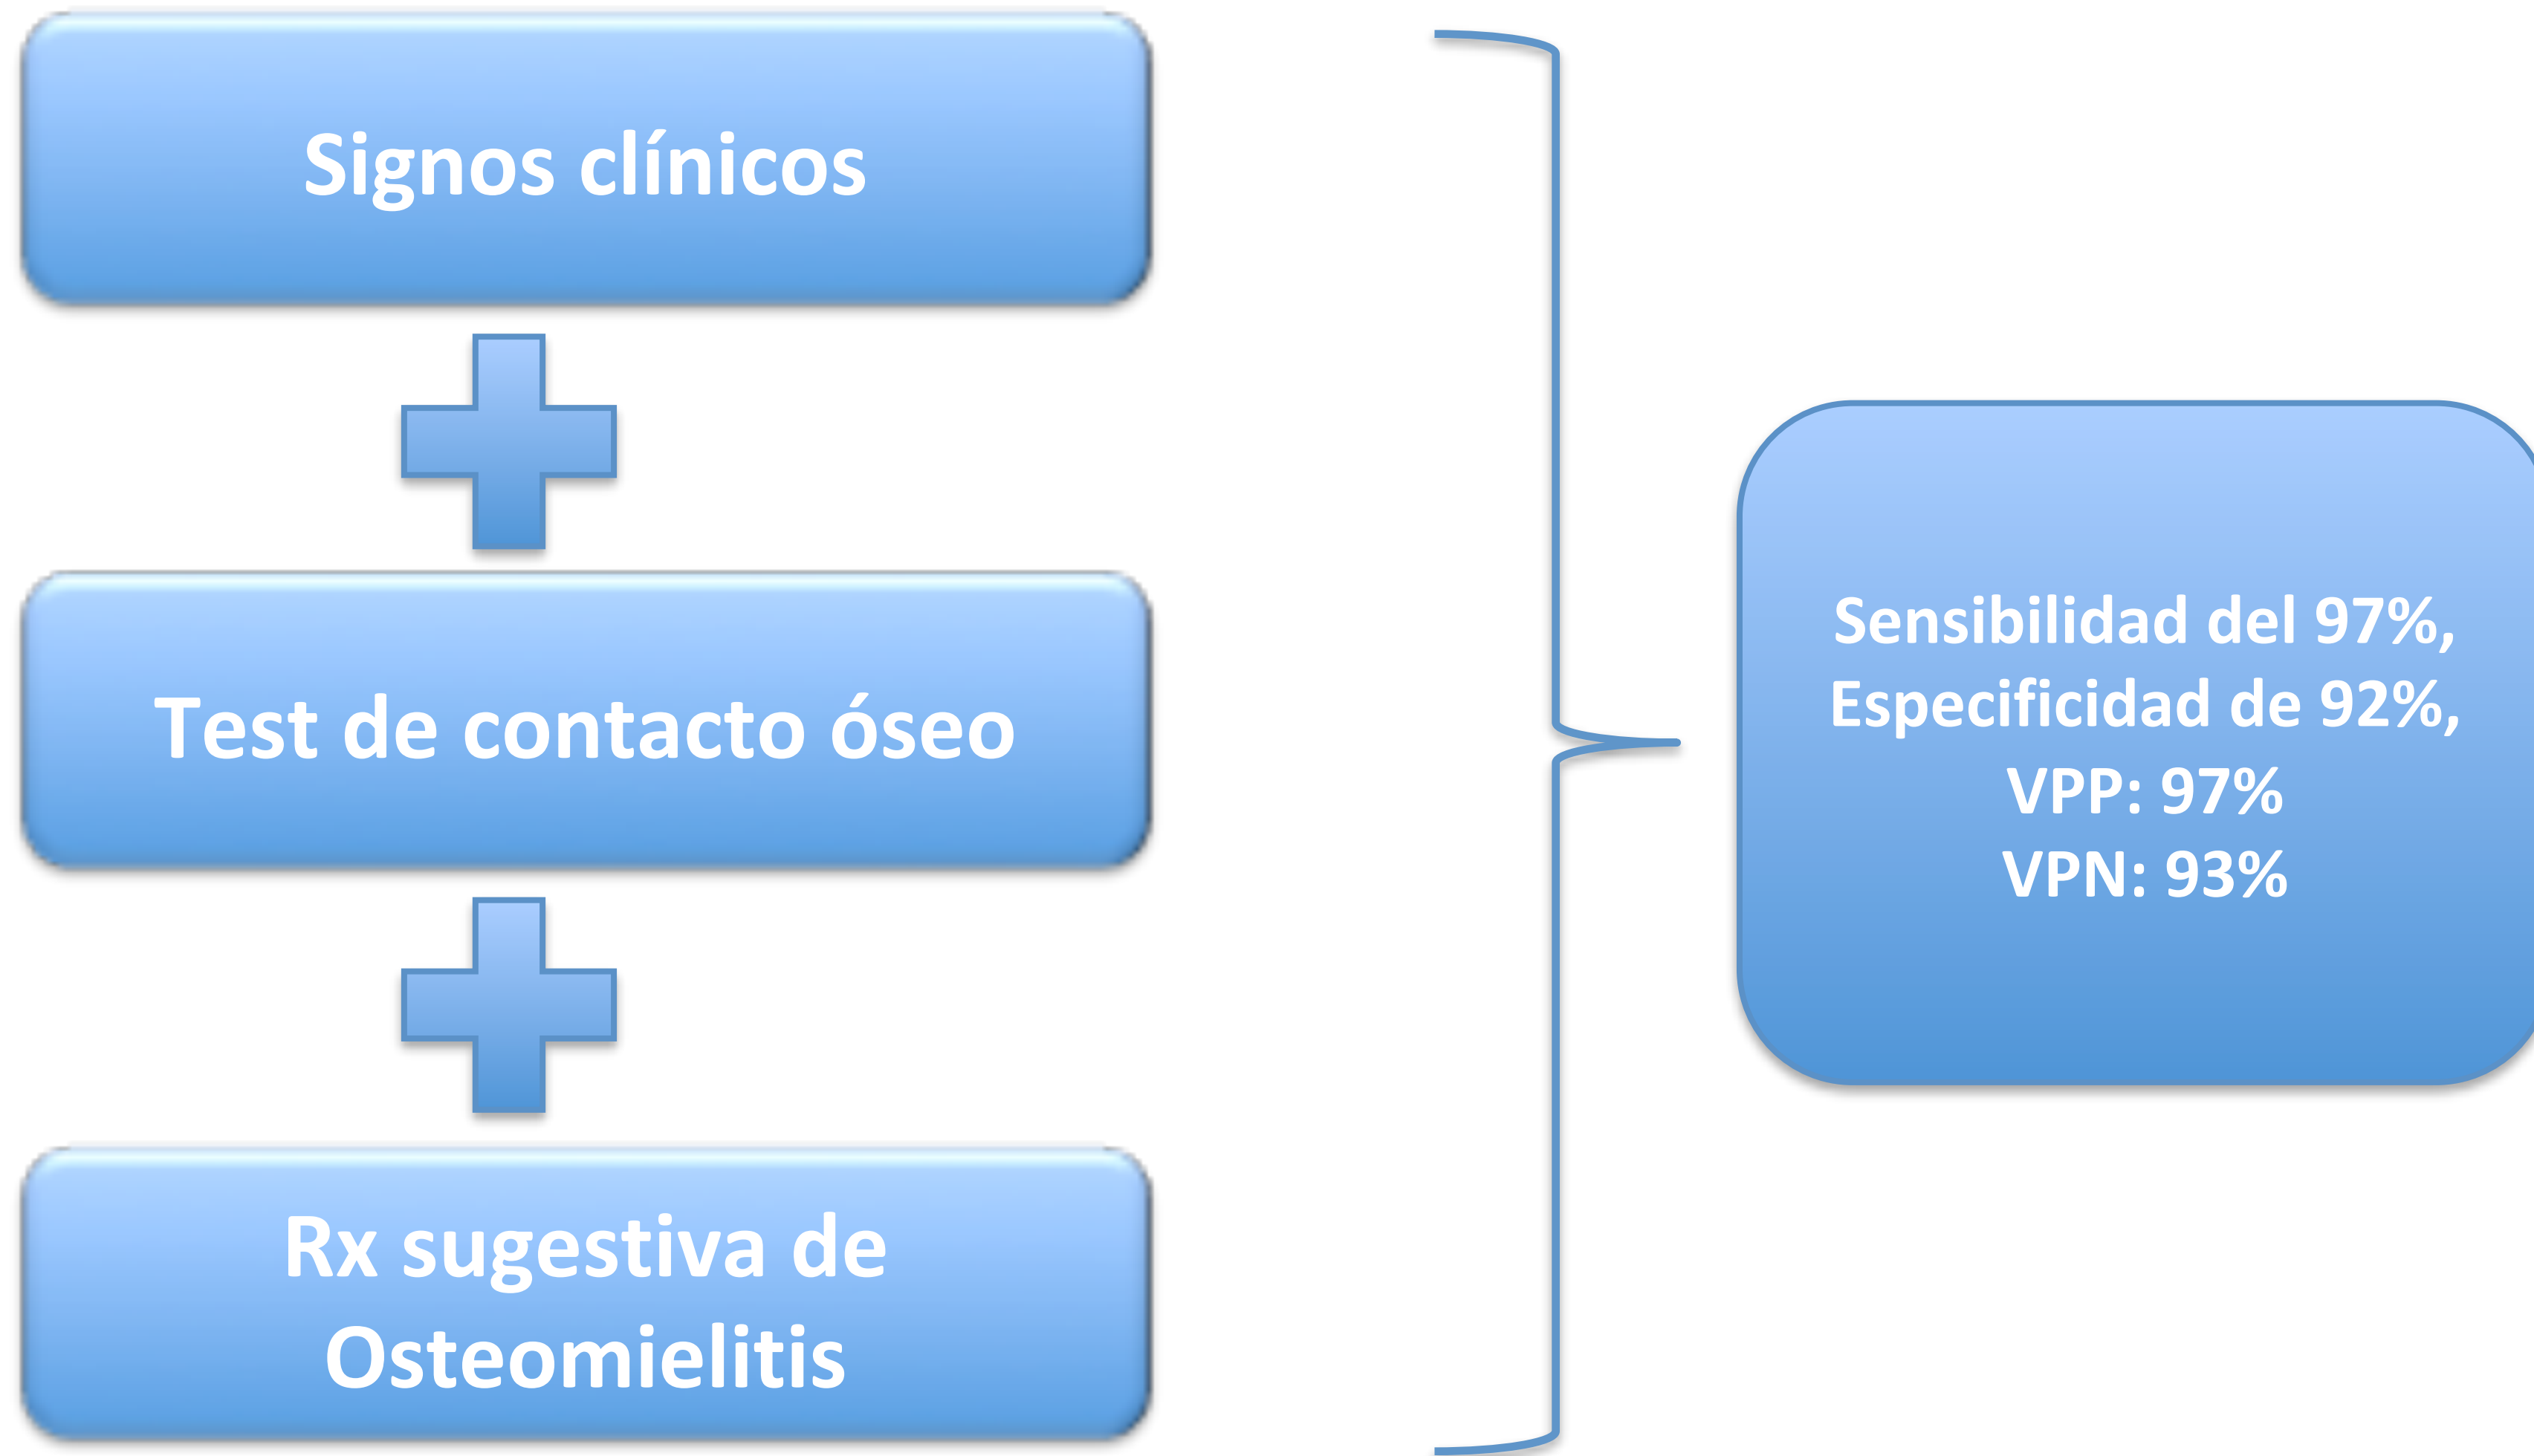 Signos clínicos
Test de contacto óseo
Rx sugestiva de
Osteomielitis
Sensibilidad del 97%,
Especificidad de 92%,
VPP: 97%
VPN: 93%